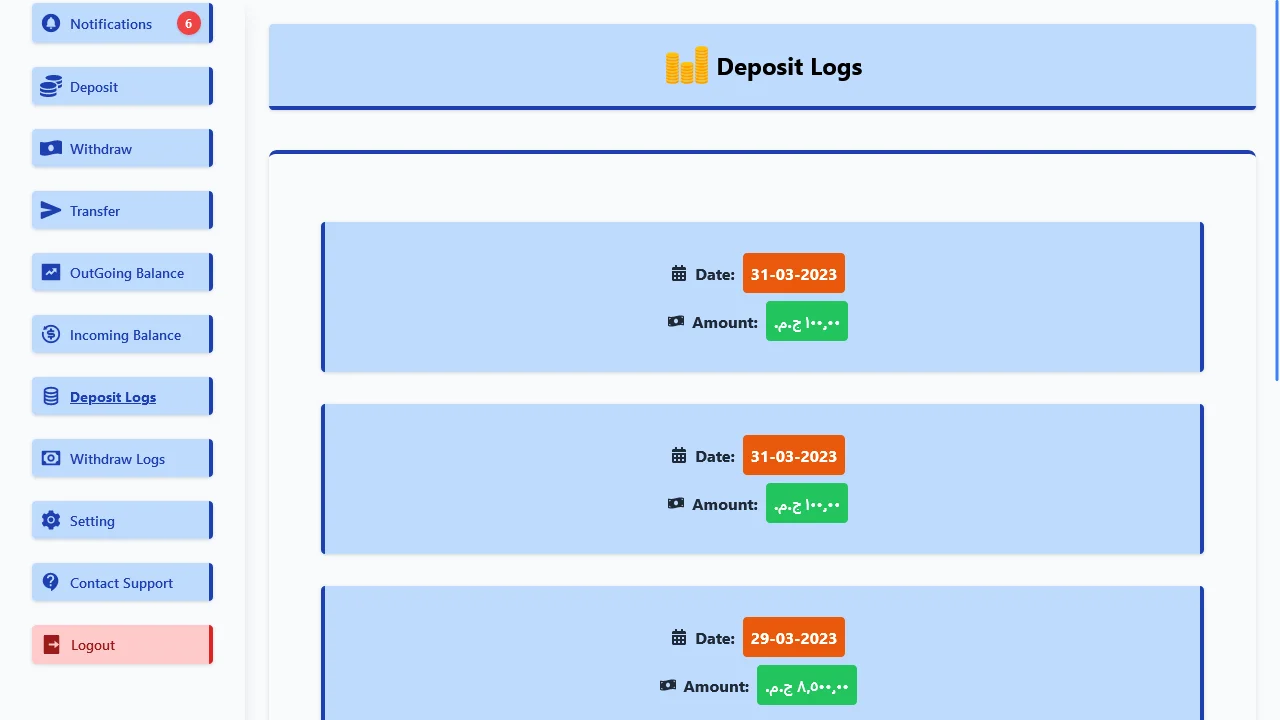 Notifications 6
Deposit
Withdraw
Transfer
OutGoing Balance
Incoming Balance
Deposit Logs
Withdraw Logs
Setting
Contact Support
Logout
Deposit Logs
Date: 31-03-2023
Amount: ١٠٠٫٠٠ ج.م.
Date: 31-03-2023
Amount: ١٠٠٫٠٠ ج.م.
Date: 29-03-2023
Amount: ٨٬٥٠٠٫٠٠ ج.م.